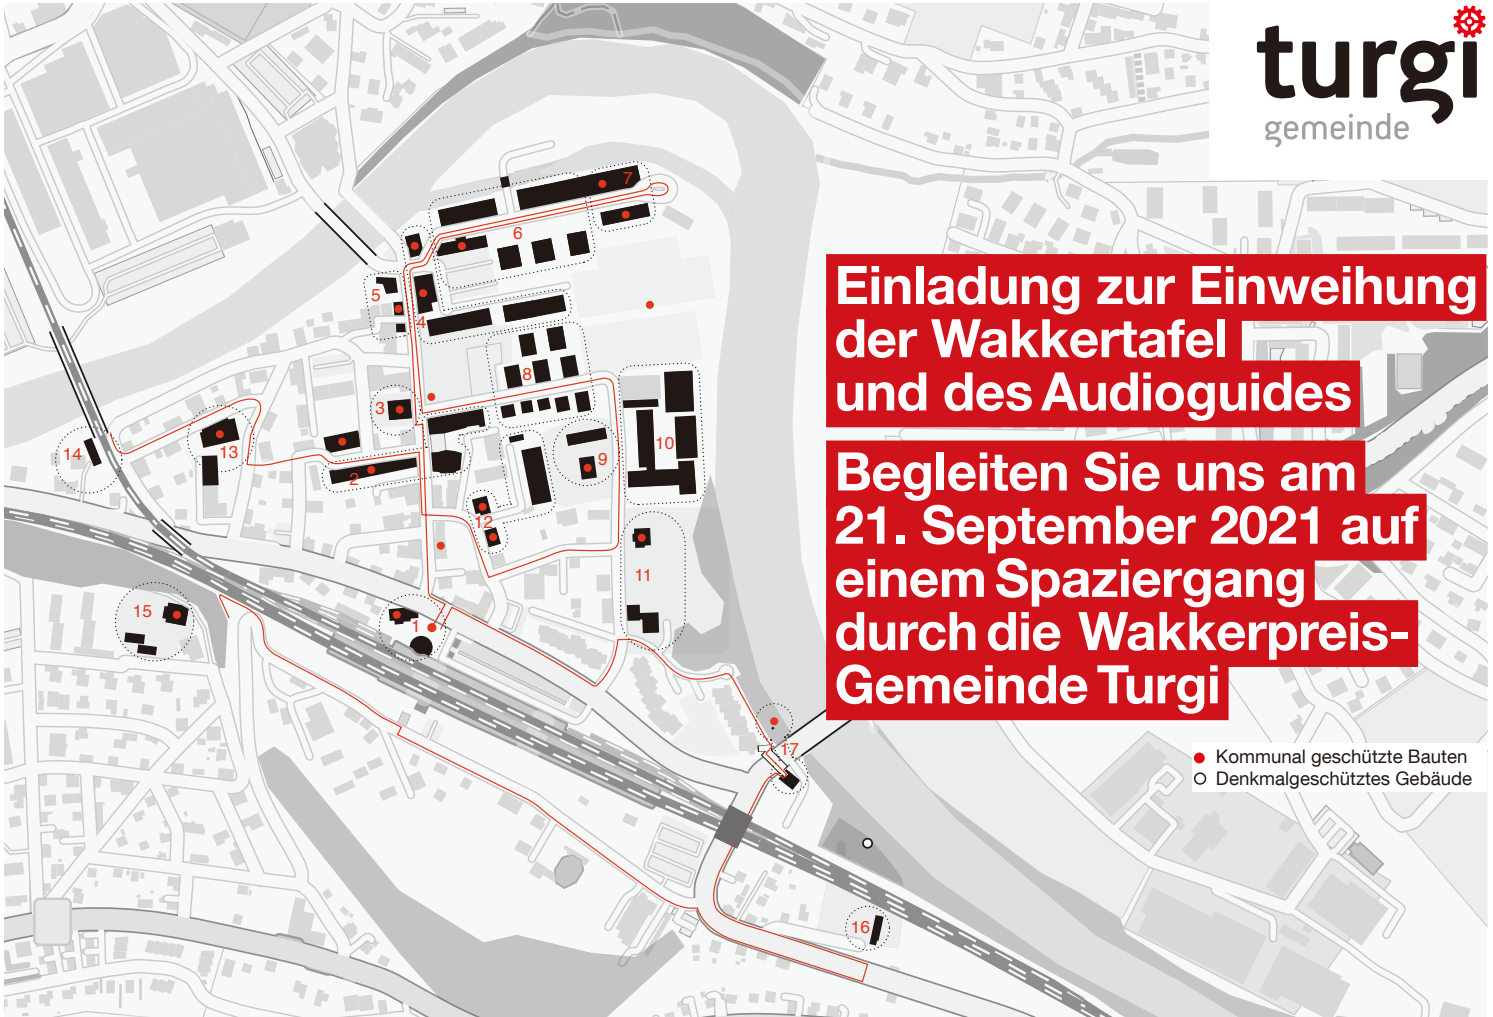 turgi
gemeinde
Einladung zur Einweihung
der Wakkertafel
und des Audioguides
Begleiten Sie uns am
21. September 2021 auf
einem Spaziergang
durch die Wakkerpreis-
Gemeinde Turgi
Kommunal geschützte Bauten
Denkmalgeschütztes Gebäude
7
6
5
4
8
3
14
13
10
9
2
12
11
15
1
17
16